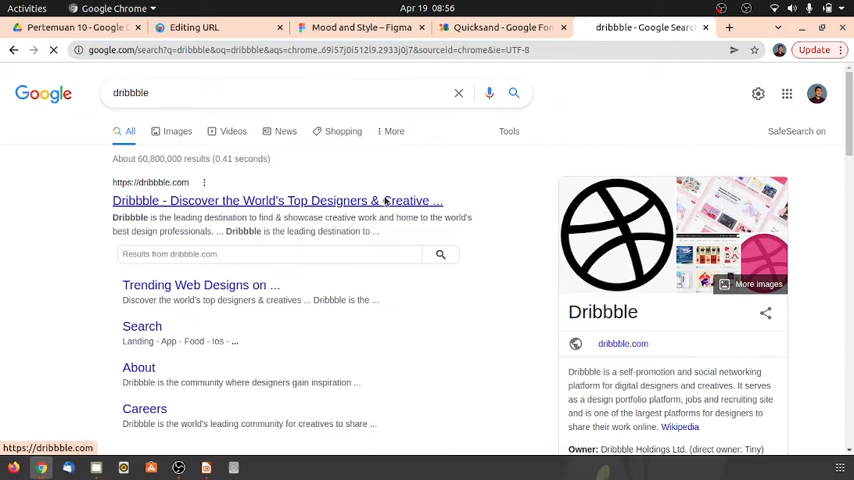 Activities
Google Chrome
Apr 19 08:56
Pertemuan 10 - Google D
Editing URL
Mood and Style – Figma
Quicksand - Google Fon
dribbble - Google Search
google.com/search?q=dribbble&oq=dribbble&aqs=chrome..69i57j0i512l9.2933j0j7&sourceid=chrome&ie=UTF-8
Update
Google
dribbble
All
Images
Videos
News
Shopping
More
Tools
SafeSearch on
About 60,800,000 results (0.41 seconds)
https://dribbble.com
Dribbble - Discover the World's Top Designers & Creative ...
Dribbble is the leading destination to find & showcase creative work and home to the world's
best design professionals. ... Dribbble is the leading destination to ...
Results from dribbble.com
Trending Web Designs on ...
Discover the world's top designers & creatives ... Dribbble is the ...
Search
Landing - App - Food - Ios - ...
About
Dribbble is the community where designers gain inspiration ...
Careers
Dribbble is the world's leading community for creatives to share ...
More images
Dribbble
dribbble.com
Dribbble is a self-promotion and social networking
platform for digital designers and creatives. It serves
as a design portfolio platform, jobs and recruiting site
and is one of the largest platforms for designers to
share their work online. Wikipedia
Owner: Dribbble Holdings Ltd. (direct owner: Tiny)
https://dribbble.com